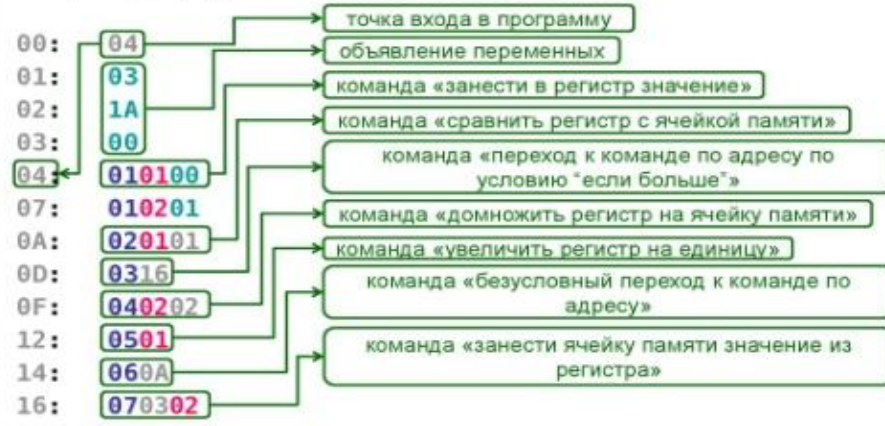 точка входа в программу
00: 04
объявление переменных
01: 03
команда «занести в регистр значение»
02: 1A
команда «сравнить регистр с ячейкой памяти»
03: 00
команда «переход к команде по адресу по
условию "если больше"»
04: 010100
07: 010201
команда «домножить регистр на ячейку памяти»
0A: 020101
команда «увеличить регистр на единицу»
0D: 0316
команда «безусловный переход к команде по
адресу»
0F: 040202
12: 0501
команда «занести ячейку памяти значение из
регистра»
14: 060A
16: 070302